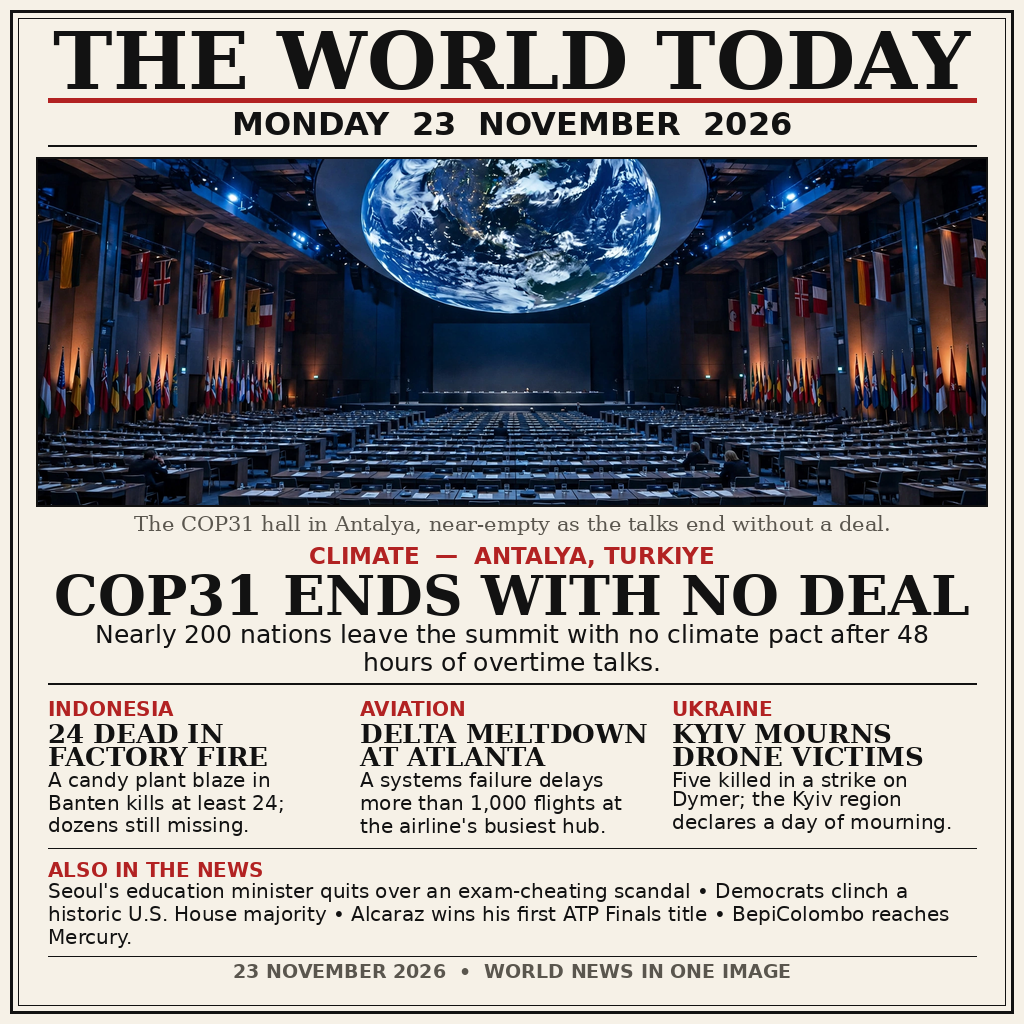 THE WORLD TODAY
MONDAY 23 NOVEMBER 2026
The COP31 hall in Antalya, near-empty as the talks end without a deal.
CLIMATE — ANTALYA, TURKIYE
COP31 ENDS WITH NO DEAL
Nearly 200 nations leave the summit with no climate pact after 48
hours of overtime talks.
INDONESIA
24 DEAD IN
FACTORY FIRE
A candy plant blaze in
Banten kills at least 24;
dozens still missing.
AVIATION
DELTA MELTDOWN
AT ATLANTA
A systems failure delays
more than 1,000 flights at
the airline's busiest hub.
UKRAINE
KYIV MOURNS
DRONE VICTIMS
Five killed in a strike on
Dymer; the Kyiv region
declares a day of mourning.
ALSO IN THE NEWS
Seoul's education minister quits over an exam-cheating scandal • Democrats clinch a
historic U.S. House majority • Alcaraz wins his first ATP Finals title • BepiColombo reaches
Mercury.
23 NOVEMBER 2026 • WORLD NEWS IN ONE IMAGE